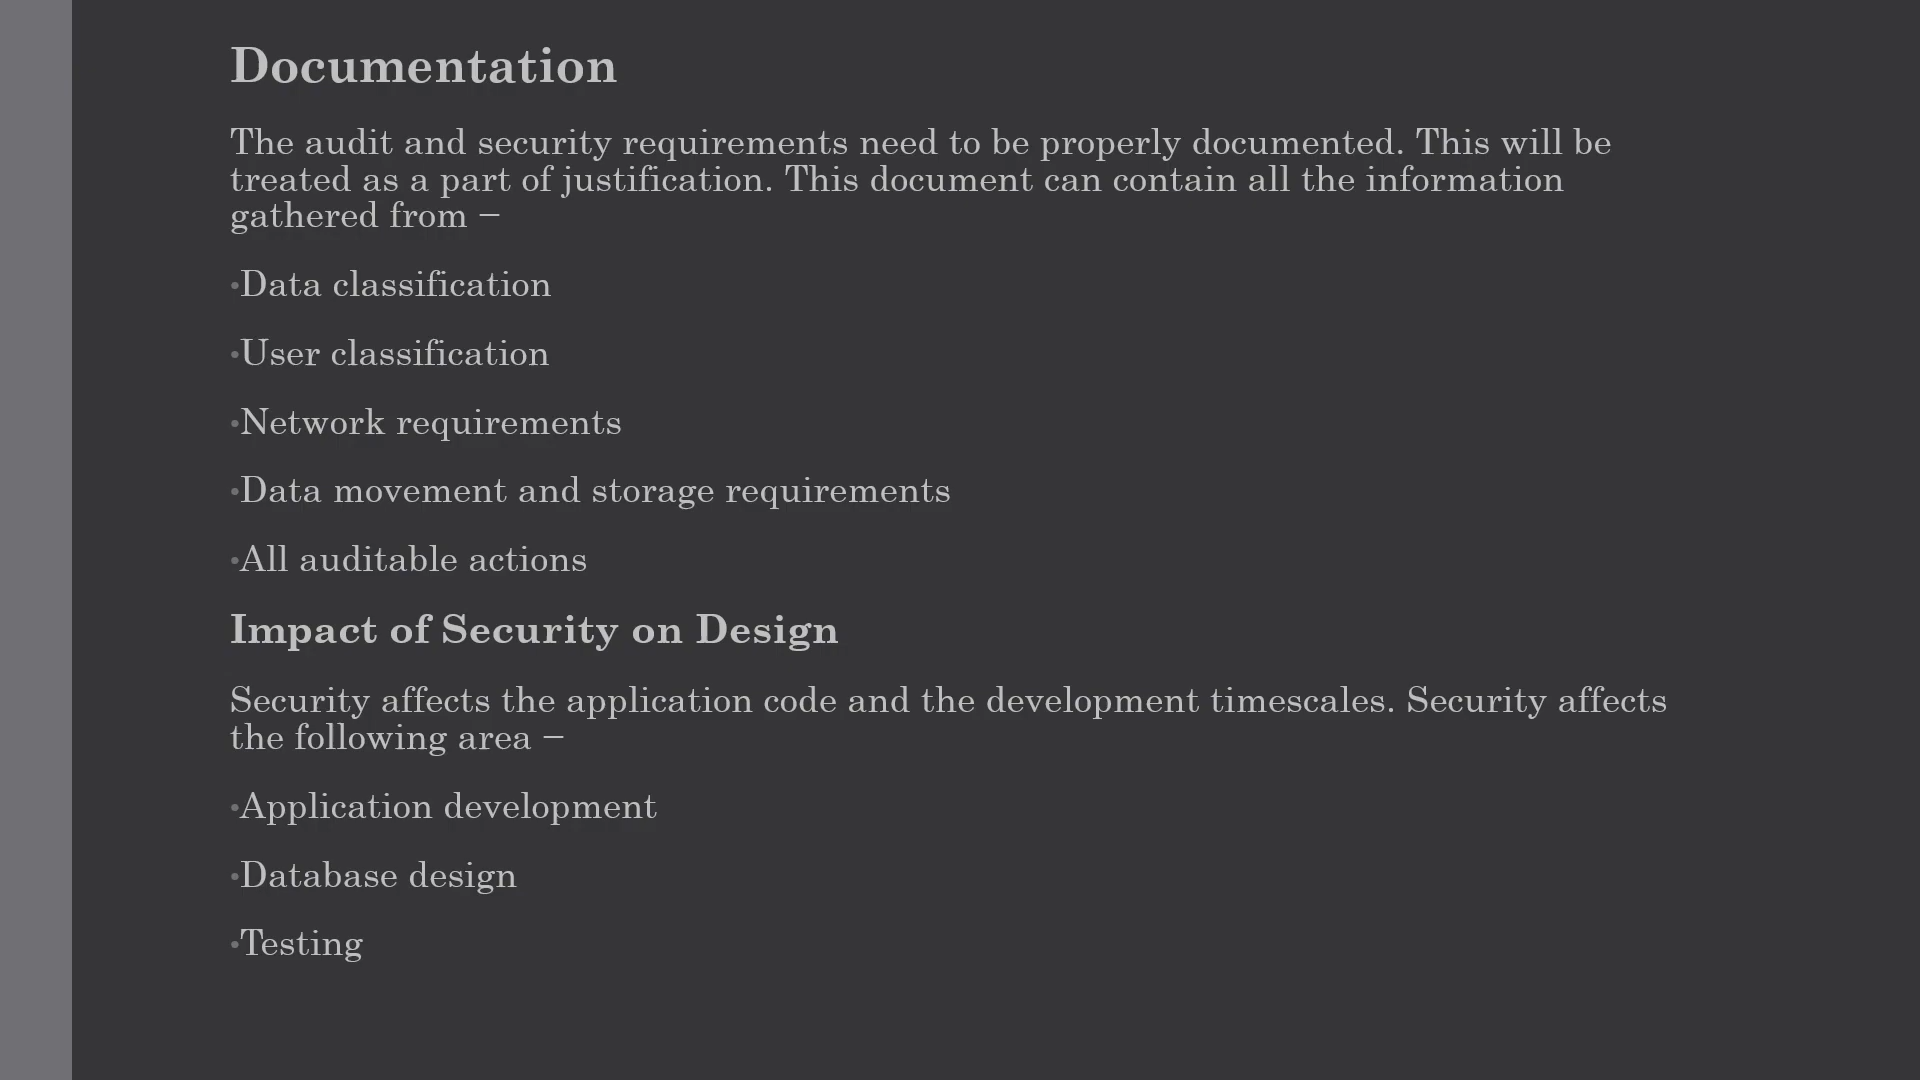 Documentation
The audit and security requirements need to be properly documented. This will be
treated as a part of justification. This document can contain all the information
gathered from −
•Data classification
•User classification
•Network requirements
•Data movement and storage requirements
•All auditable actions
Impact of Security on Design
Security affects the application code and the development timescales. Security affects
the following area −
•Application development
•Database design
•Testing